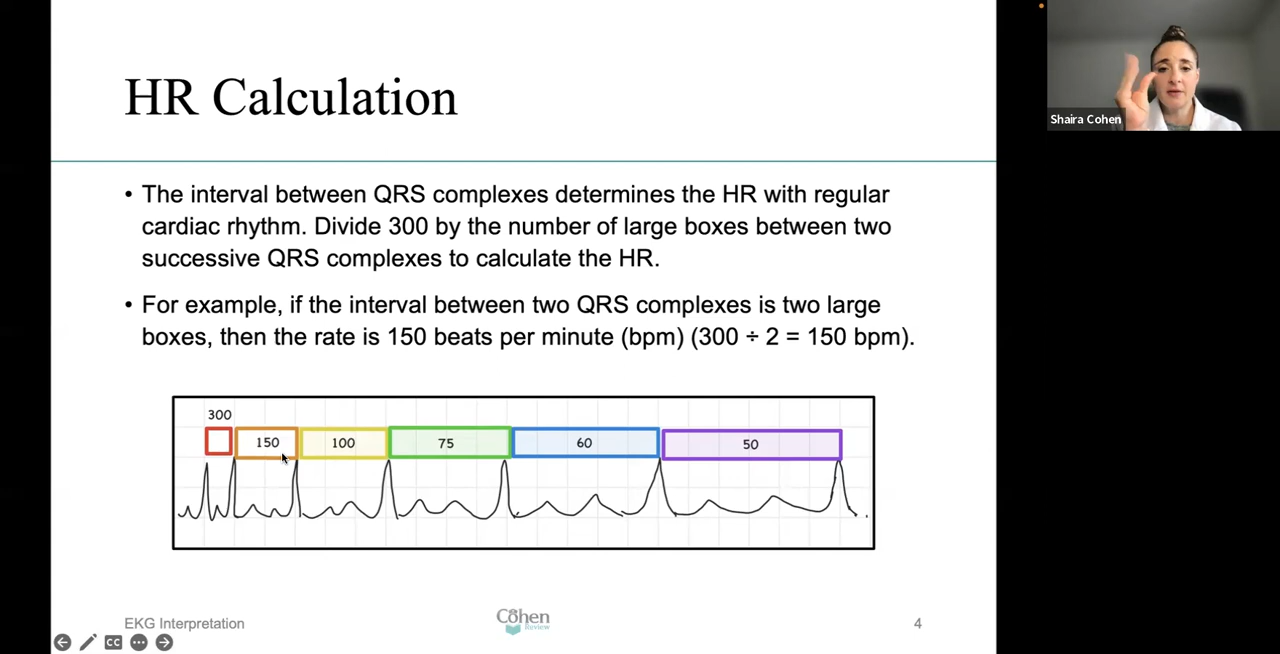 HR Calculation
• The interval between QRS complexes determines the HR with regular
cardiac rhythm. Divide 300 by the number of large boxes between two
successive QRS complexes to calculate the HR.
• For example, if the interval between two QRS complexes is two large
boxes, then the rate is 150 beats per minute (bpm) (300 ÷ 2 = 150 bpm).
300
150 100 75 60 50
EKG Interpretation
Cohen
Review
4
CC
Shaira Cohen